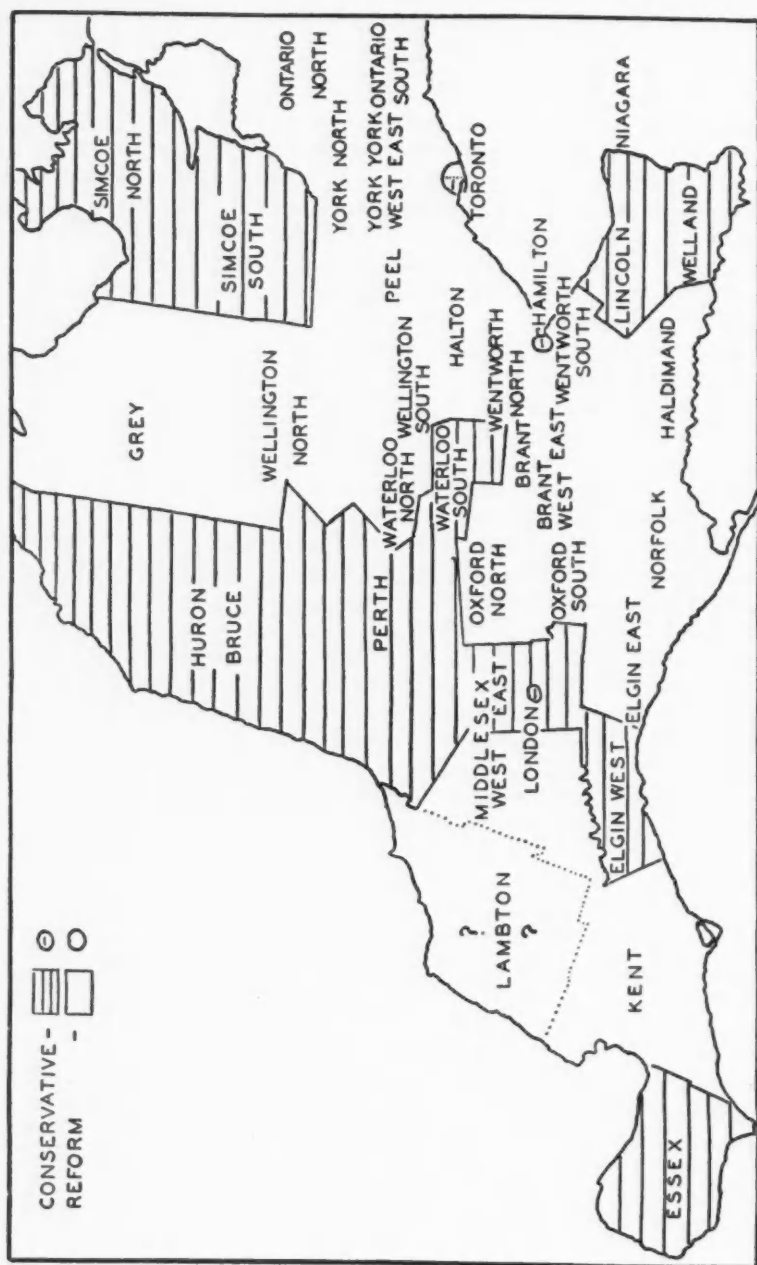 CONSERVATIVE –
REFORM –
SIMCOE
NORTH
SIMCOE
SOUTH
ONTARIO
NORTH
YORK NORTH
YORK
WEST
YORK
EAST
ONTARIO
SOUTH
TORONTO
PEEL
GREY
WELLINGTON
NORTH
WELLINGTON
SOUTH
HALTON
HURON
BRUCE
PERTH
WATERLOO
NORTH
WATERLOO
SOUTH
WENTWORTH
NORTH
HAMILTON
WENTWORTH
SOUTH
BRANT
EAST
BRANT
WEST
LINCOLN
NIAGARA
WELLAND
HALDIMAND
NORFOLK
OXFORD
NORTH
OXFORD
SOUTH
MIDDLESEX
WEST EAST
LONDON
ELGIN EAST
ELGIN WEST
?
LAMBTON
?
KENT
ESSEX